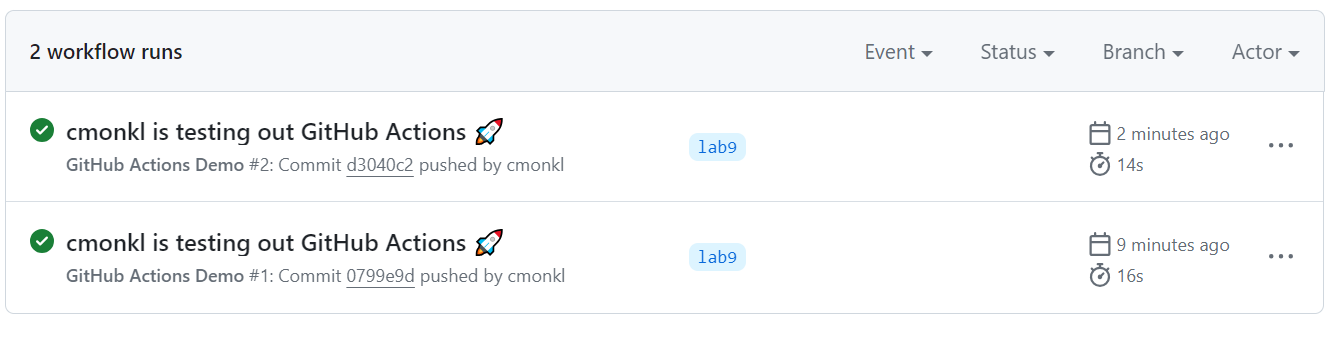 2 workflow runs Event Status Branch Actor
cmonkl is testing out GitHub Actions 🚀
GitHub Actions Demo #2: Commit d3040c2 pushed by cmonkl
lab9
2 minutes ago
14s
cmonkl is testing out GitHub Actions 🚀
GitHub Actions Demo #1: Commit 0799e9d pushed by cmonkl
lab9
9 minutes ago
16s